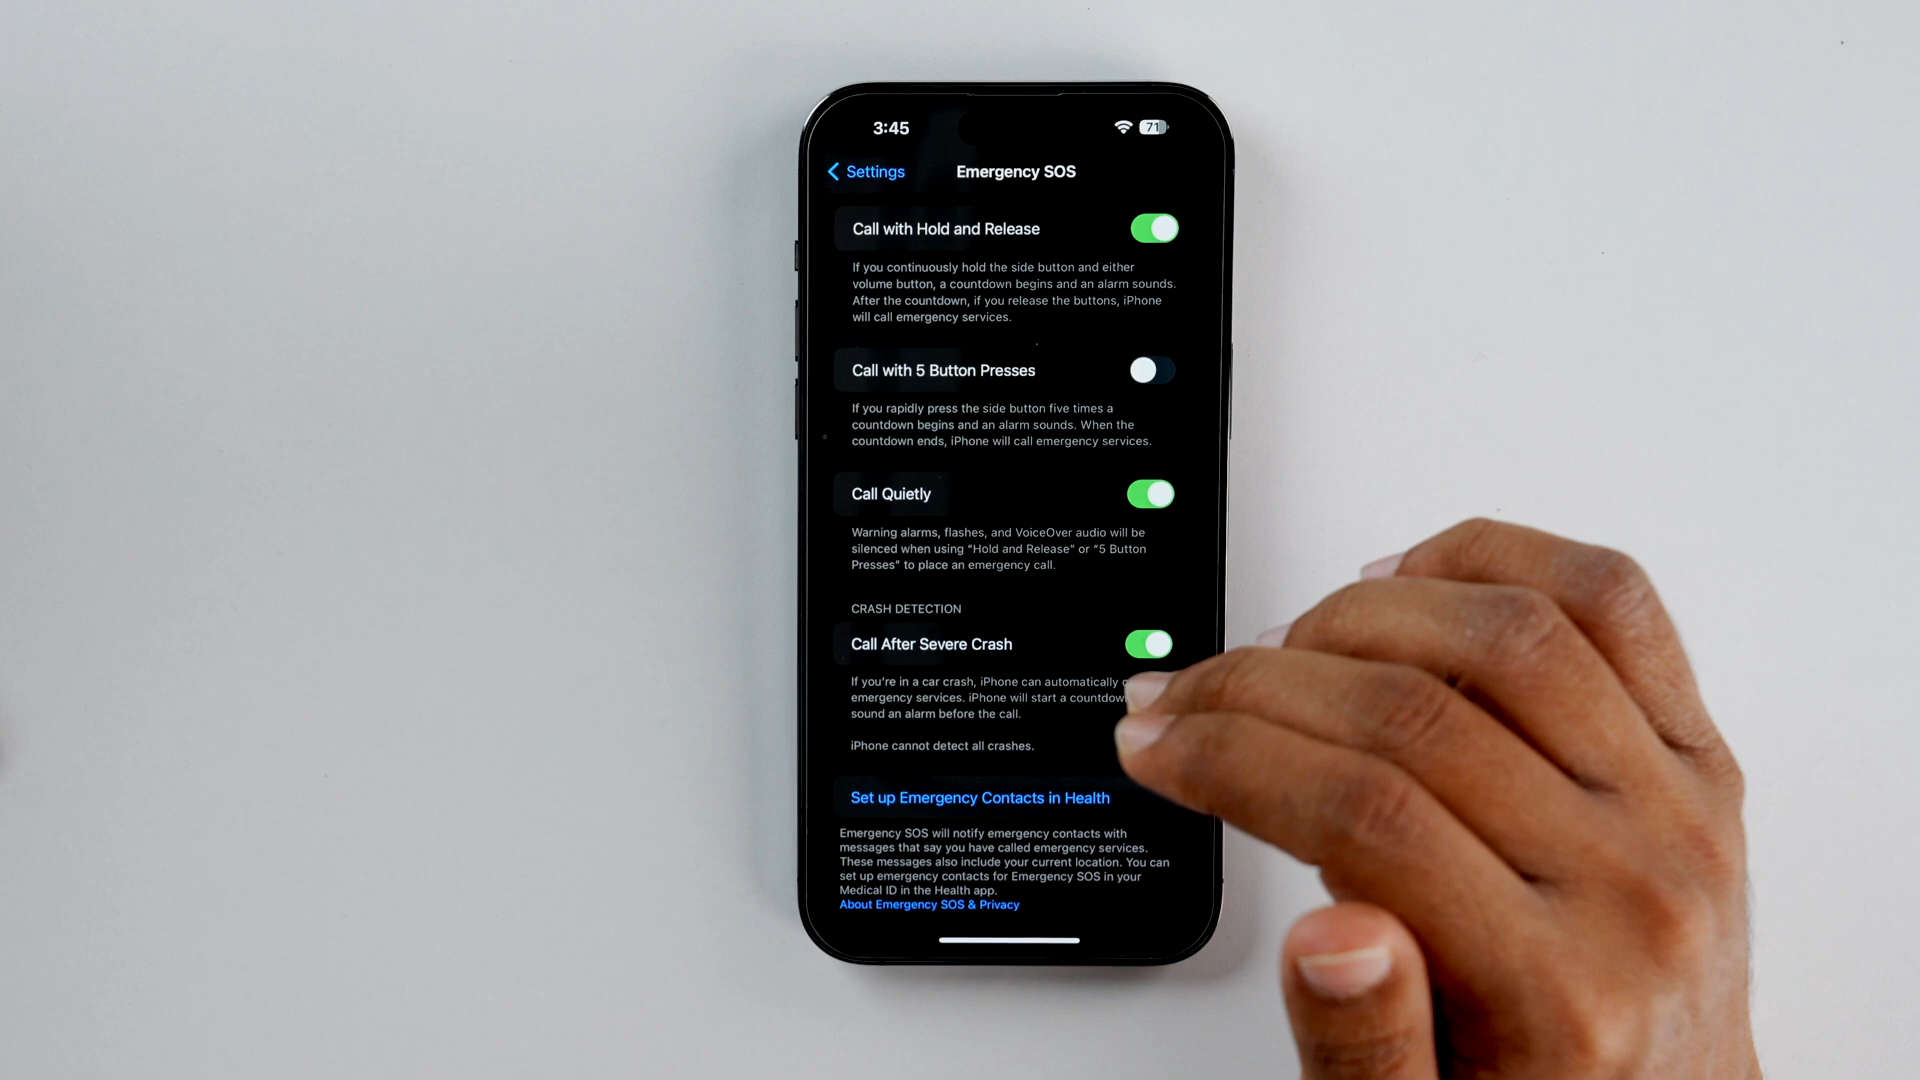 3:45
71
Settings
Emergency SOS
Call with Hold and Release
If you continuously hold the side button and either
volume button, a countdown begins and an alarm sounds.
After the countdown, if you release the buttons, iPhone
will call emergency services.
Call with 5 Button Presses
If you rapidly press the side button five times a
countdown begins and an alarm sounds. When the
countdown ends, iPhone will call emergency services.
Call Quietly
Warning alarms, flashes, and VoiceOver audio will be
silenced when using “Hold and Release” or “5 Button
Presses” to place an emergency call.
CRASH DETECTION
Call After Severe Crash
If you're in a car crash, iPhone can automatically
emergency services. iPhone will start a countdown
sound an alarm before the call.
iPhone cannot detect all crashes.
Set up Emergency Contacts in Health
Emergency SOS will notify emergency contacts with
messages that say you have called emergency services.
These messages also include your current location. You can
set up emergency contacts for Emergency SOS in your
Medical ID in the Health app.
About Emergency SOS & Privacy